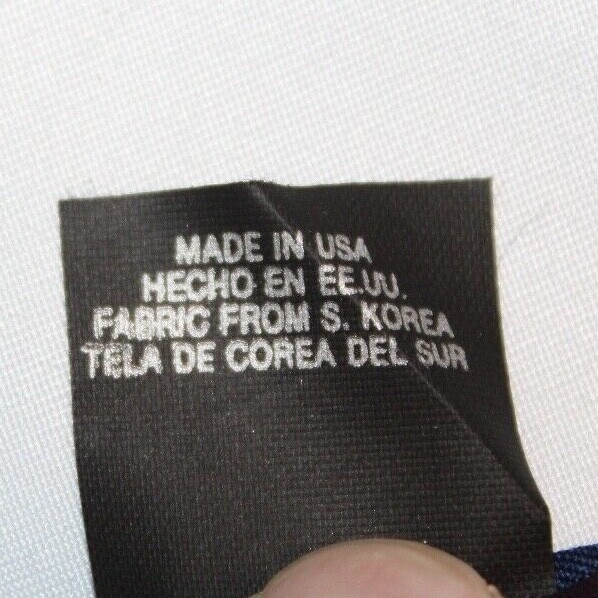 MADE IN USA
HECHO EN EE.UU.
FABRIC FROM S. KOREA
TELA DE COREA DEL SUR